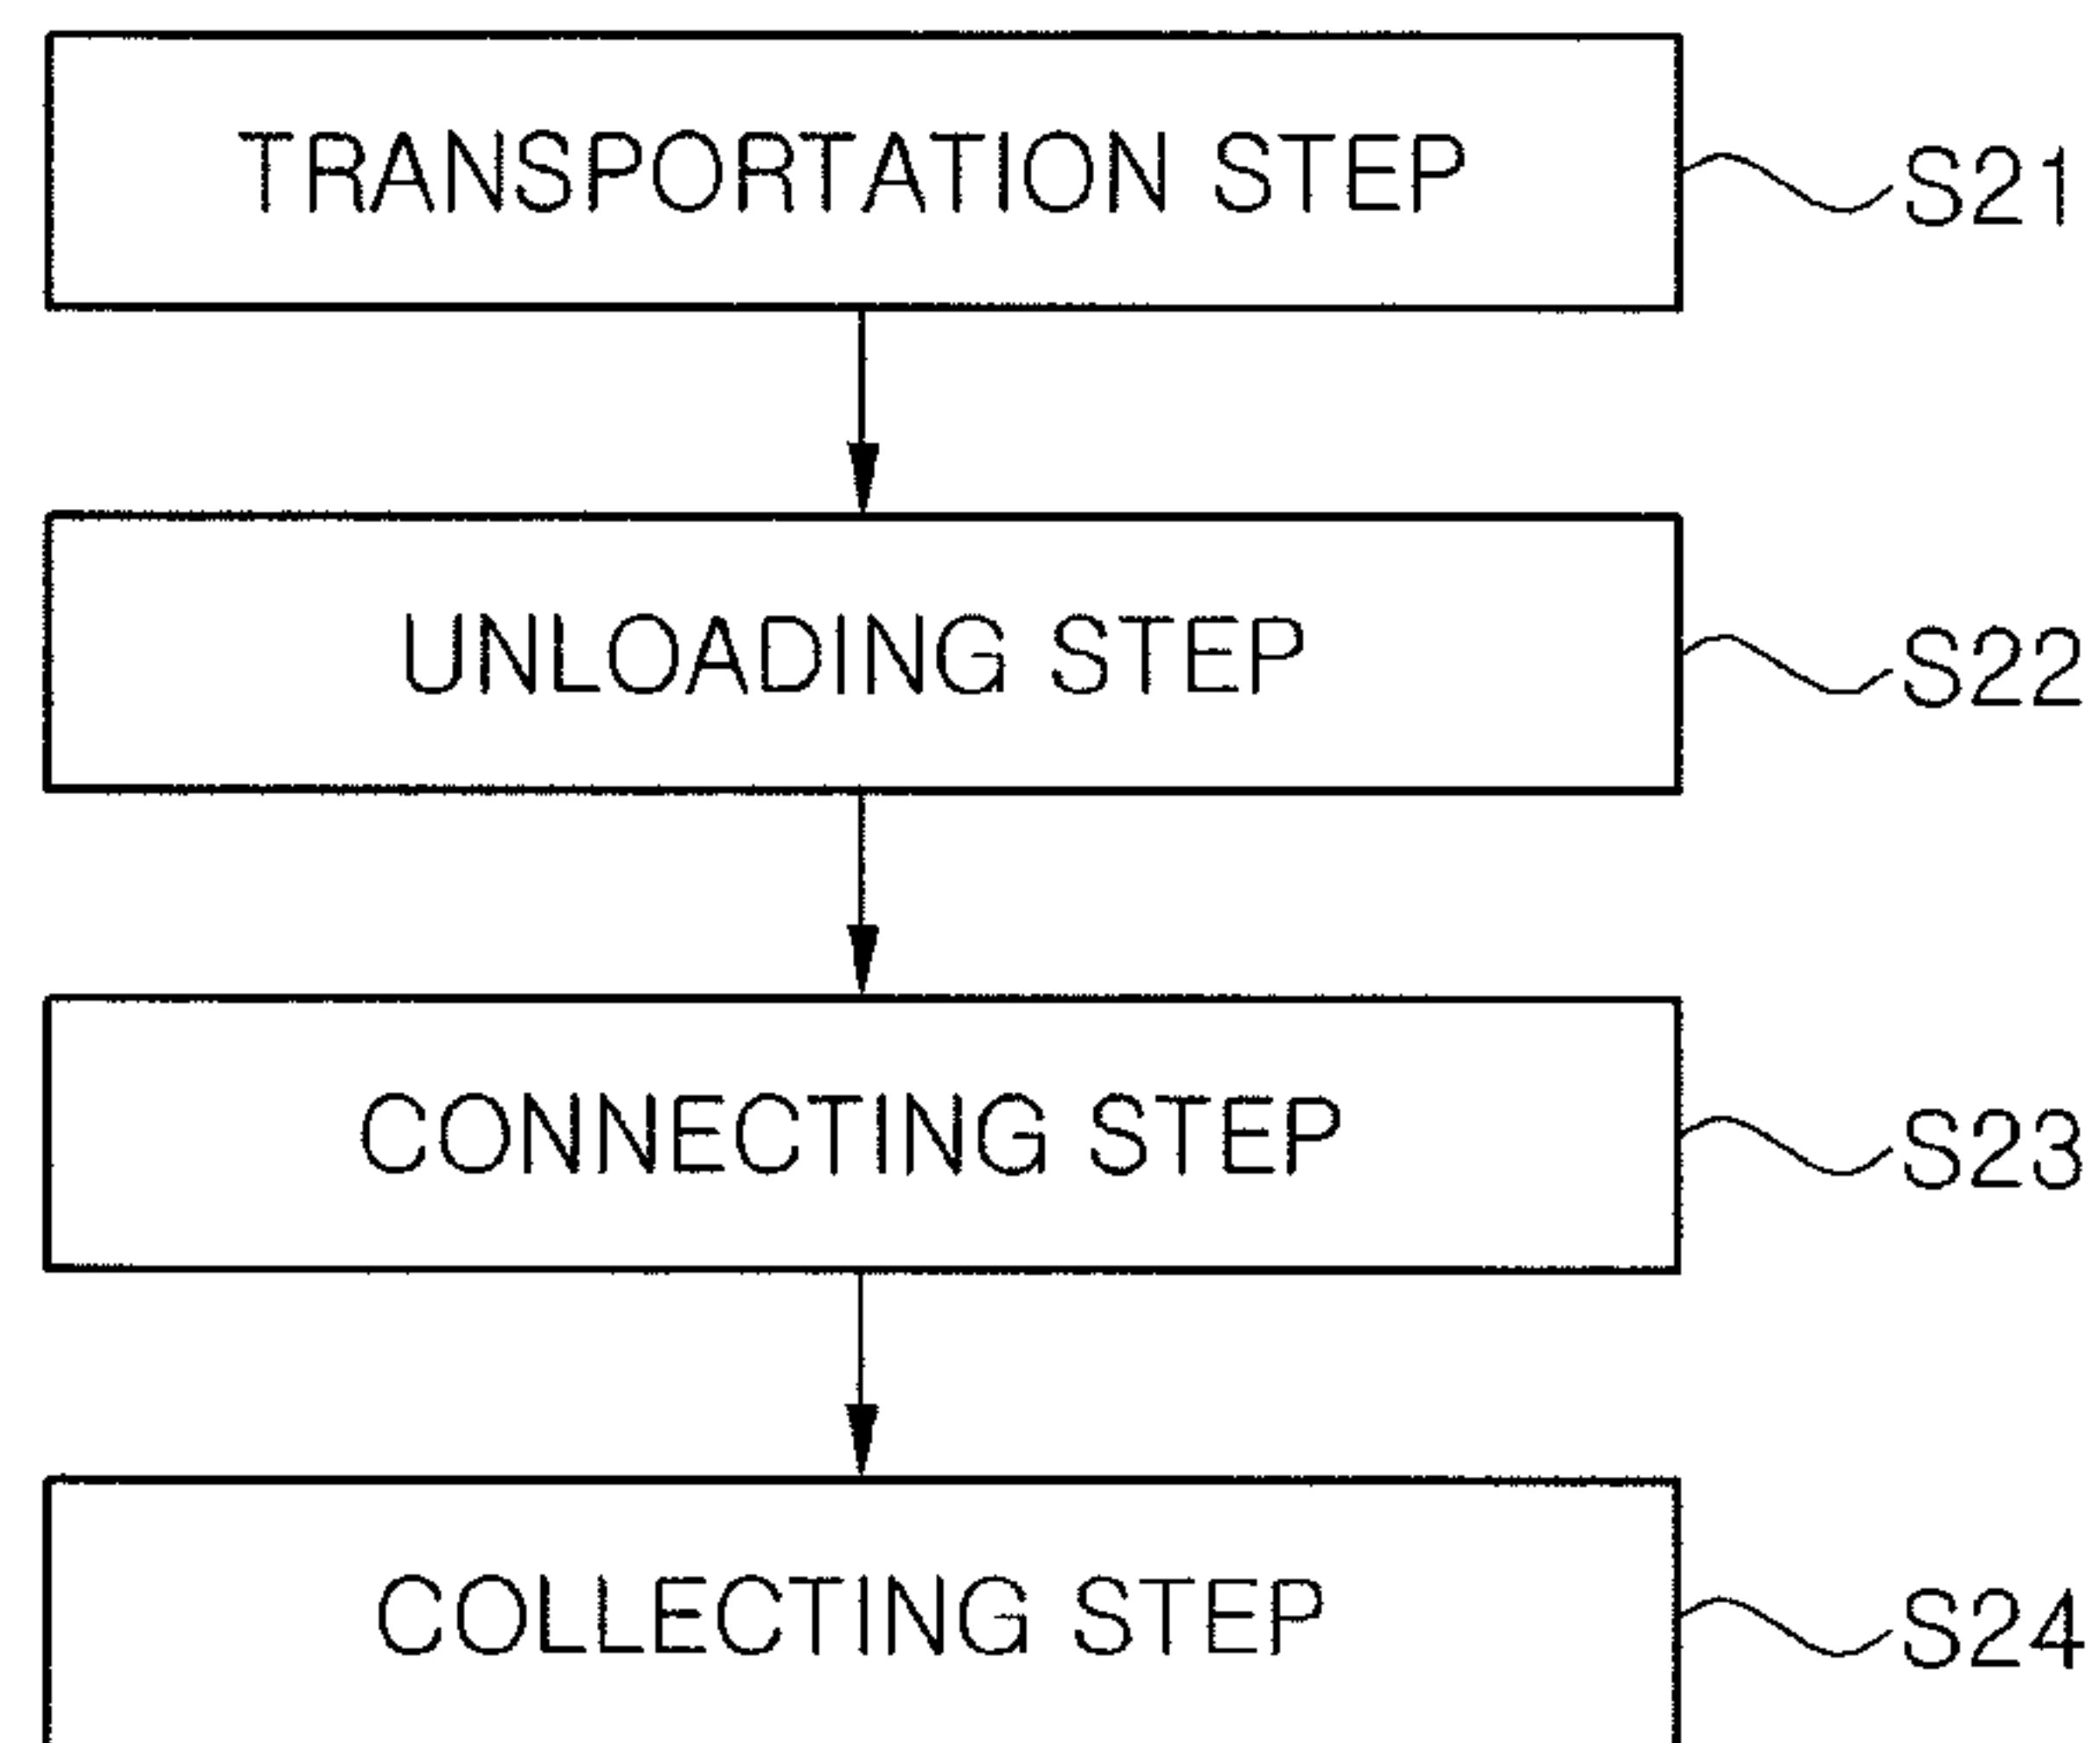 TRANSPORTATION STEP S21
UNLOADING STEP S22
CONNECTING STEP S23
COLLECTING STEP S24